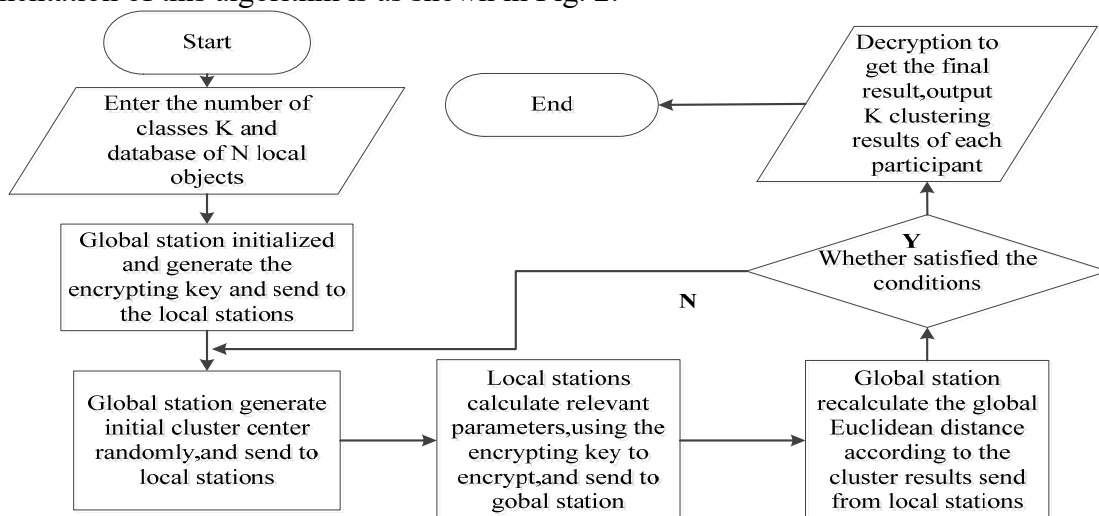 mentation of this algorithm is as shown in Fig. 2.
Start
Enter the number of
classes K and
database of N local
objects
Global station initialized
and generate the
encrypting key and send to
the local stations
Global station generate
initial cluster center
randomly,and send to
local stations
Local stations
calculate relevant
parameters,using the
encrypting key to
encrypt,and send to
gobal station
Global station
recalculate the global
Euclidean distance
according to the
cluster results send
from local stations
Y
Whether satisfied the
conditions
N
Decryption to
get the final
result,output
K clustering
results of each
participant
End